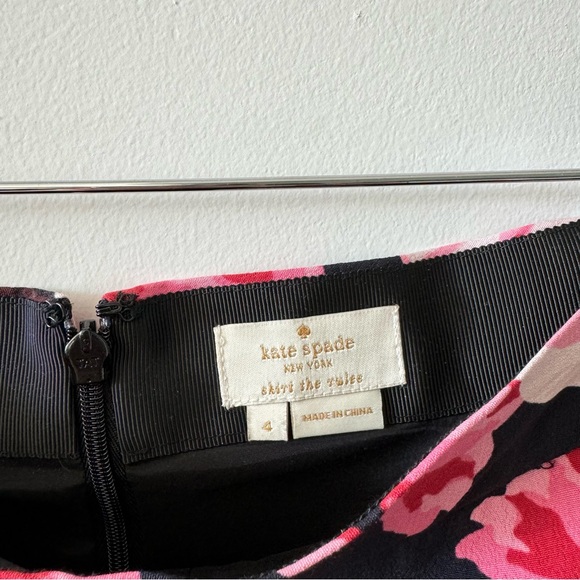 kate spade
NEW YORK
skirt the rules
4
MADE IN CHINA